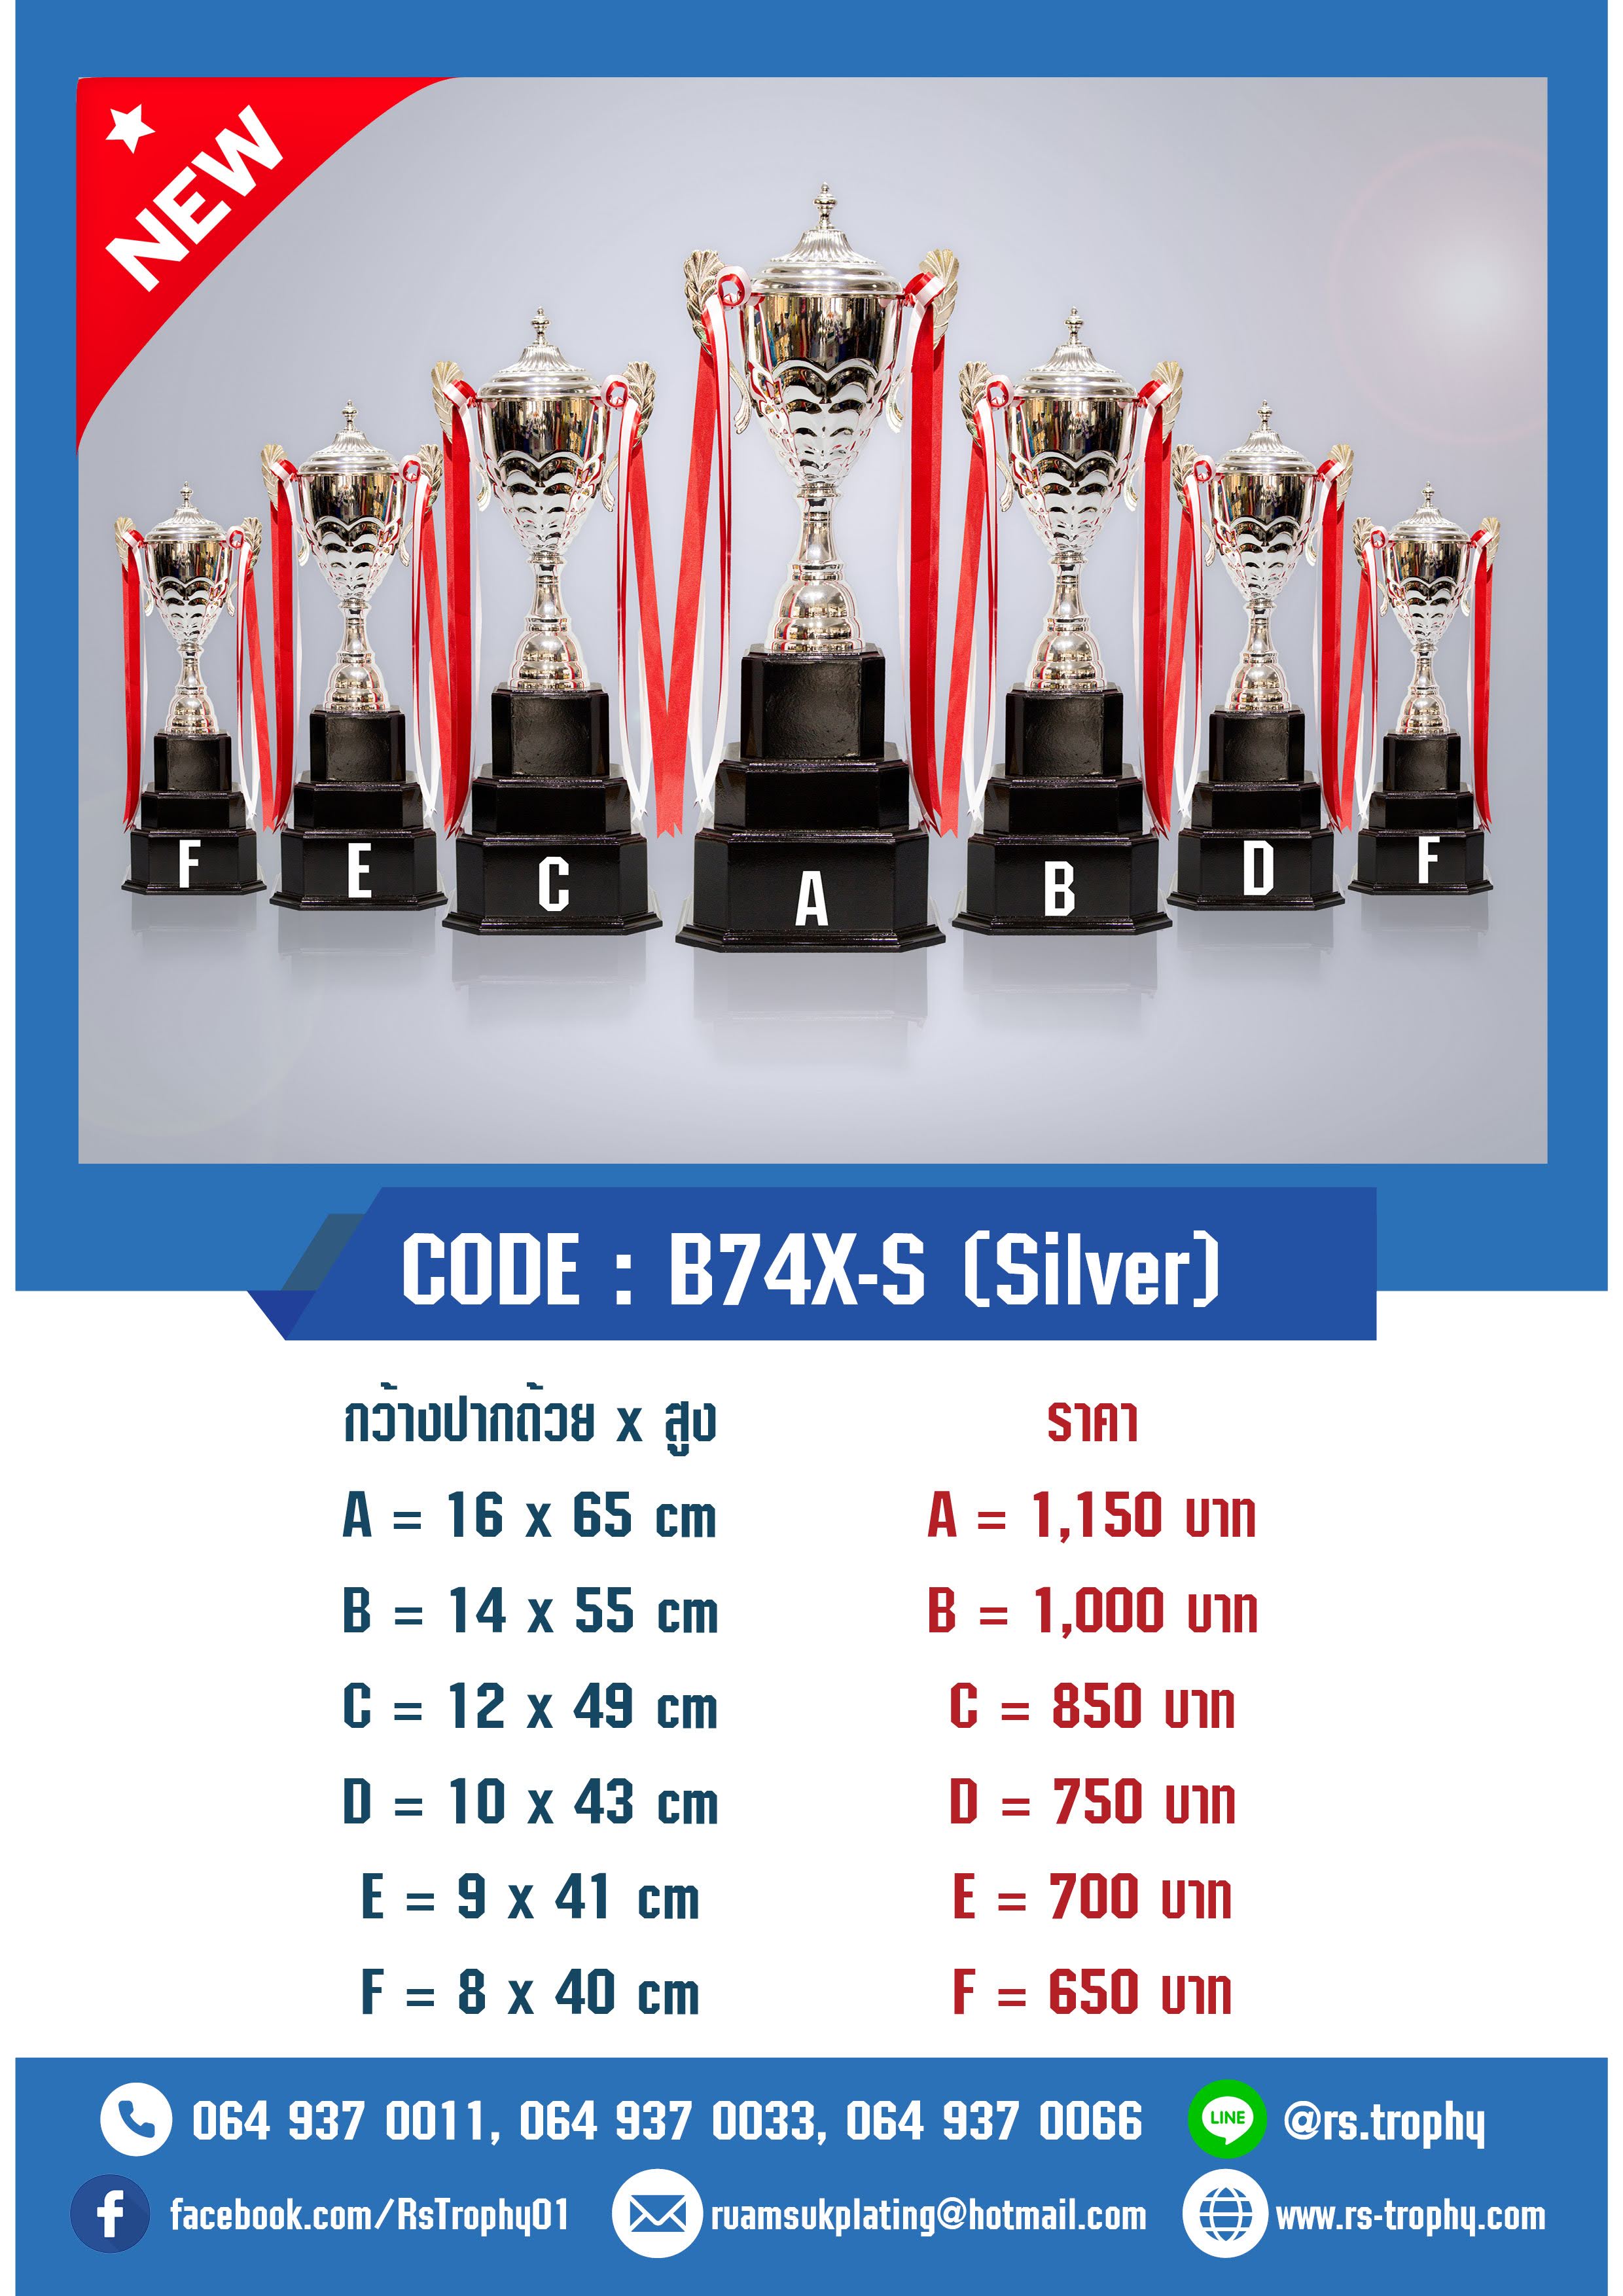 NEW
F E C A B D F
CODE : B74X-S (Silver)
กว้างปากถ้วย x สูง
ราคา
A = 16 x 65 cm
A = 1,150 บาท
B = 14 x 55 cm
B = 1,000 บาท
C = 12 x 49 cm
C = 850 บาท
D = 10 x 43 cm
D = 750 บาท
E = 9 x 41 cm
E = 700 บาท
F = 8 x 40 cm
F = 650 บาท
064 937 0011, 064 937 0033, 064 937 0066
LINE @rs.trophy
f facebook.com/RsTrophy01
ruamsukplating@hotmail.com
www.rs-trophy.com